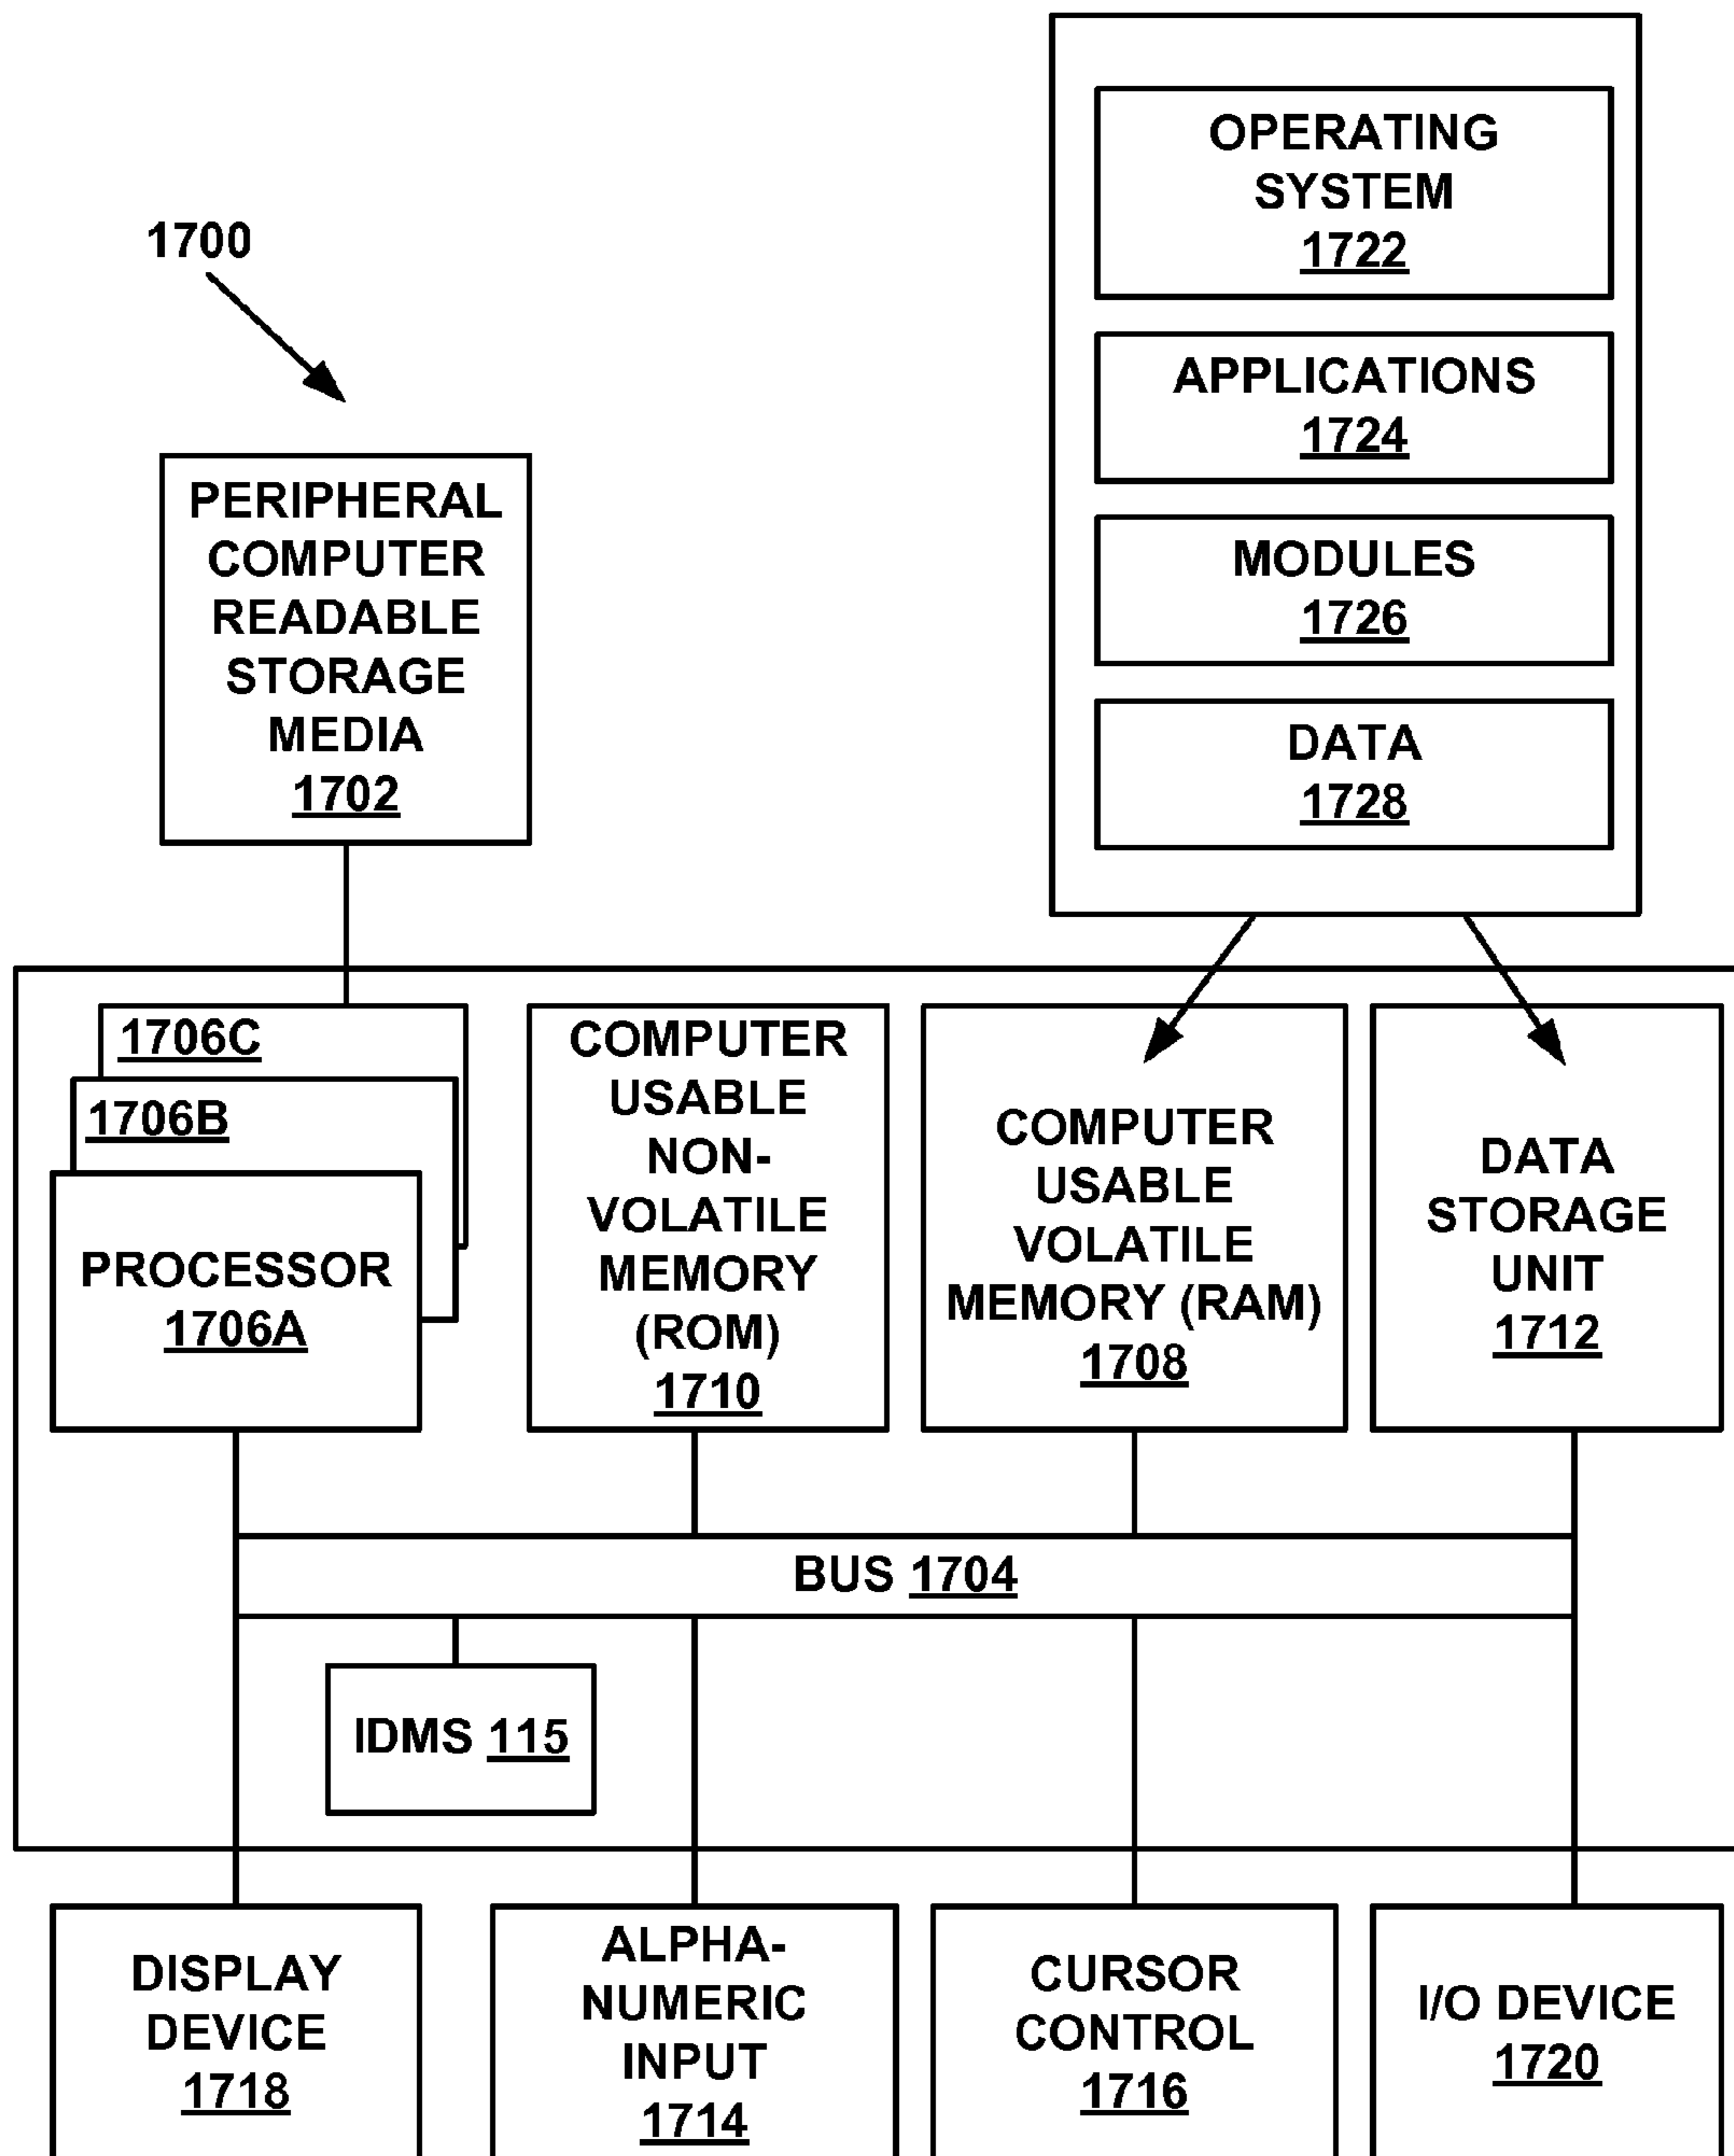 1700
OPERATING
SYSTEM
1722
APPLICATIONS
1724
MODULES
1726
DATA
1728
PERIPHERAL
COMPUTER
READABLE
STORAGE
MEDIA
1702
1706C
1706B
PROCESSOR
1706A
COMPUTER
USABLE
NON-
VOLATILE
MEMORY
(ROM)
1710
COMPUTER
USABLE
VOLATILE
MEMORY (RAM)
1708
DATA
STORAGE
UNIT
1712
BUS 1704
IDMS 115
DISPLAY
DEVICE
1718
ALPHA-
NUMERIC
INPUT
1714
CURSOR
CONTROL
1716
I/O DEVICE
1720